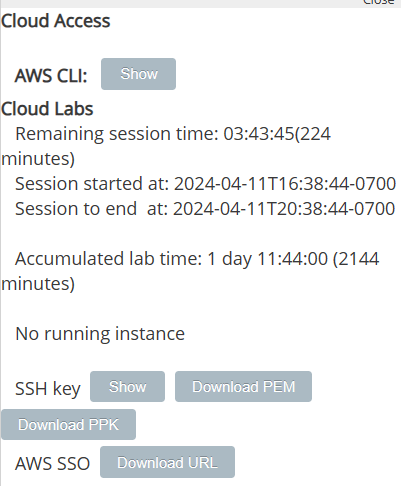 Close
Cloud Access
AWS CLI: Show
Cloud Labs
Remaining session time: 03:43:45(224
minutes)
Session started at: 2024-04-11T16:38:44-0700
Session to end at: 2024-04-11T20:38:44-0700
Accumulated lab time: 1 day 11:44:00 (2144
minutes)
No running instance
SSH key Show Download PEM
Download PPK
AWS SSO Download URL